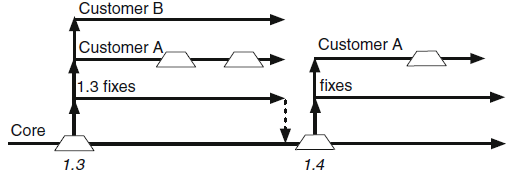 Customer B
Customer A
Customer A
1.3 fixes
fixes
Core
1.3
1.4